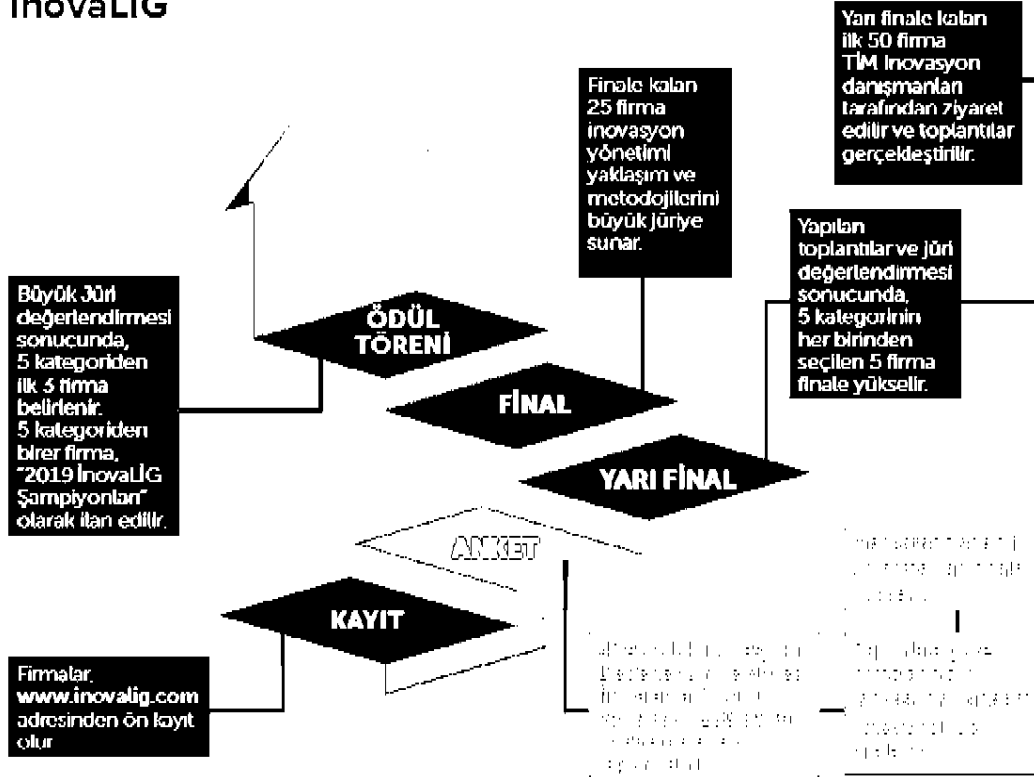 InovaLİG
Yarı finale kalan
ilk 50 firma
TİM İnovasyon
danışmanları
tarafından ziyaret
edilir ve toplantılar
gerçekleştirilir.
Finale kalan
25 firma
inovasyon
yönetimi
yaklaşım ve
metodojilerini
büyük jüriye
sunar.
Yapılan
toplantılar ve jüri
değerlendirmesi
sonucunda,
5 kategorinin
her birinden
seçilen 5 firma
finale yükselir.
Büyük Jüri
değerlendirmesi
sonucunda,
5 kategoriden
ilk 3 firma
belirlenir.
5 kategoriden
birer firma,
"2019 İnovaLİG
Şampiyonları"
olarak ilan edilir.
ÖDÜL
TÖRENİ
FİNAL
YARI FİNAL
ANKET
KAYIT
Firmalar,
www.inovalig.com
adresinden ön kayıt
olur